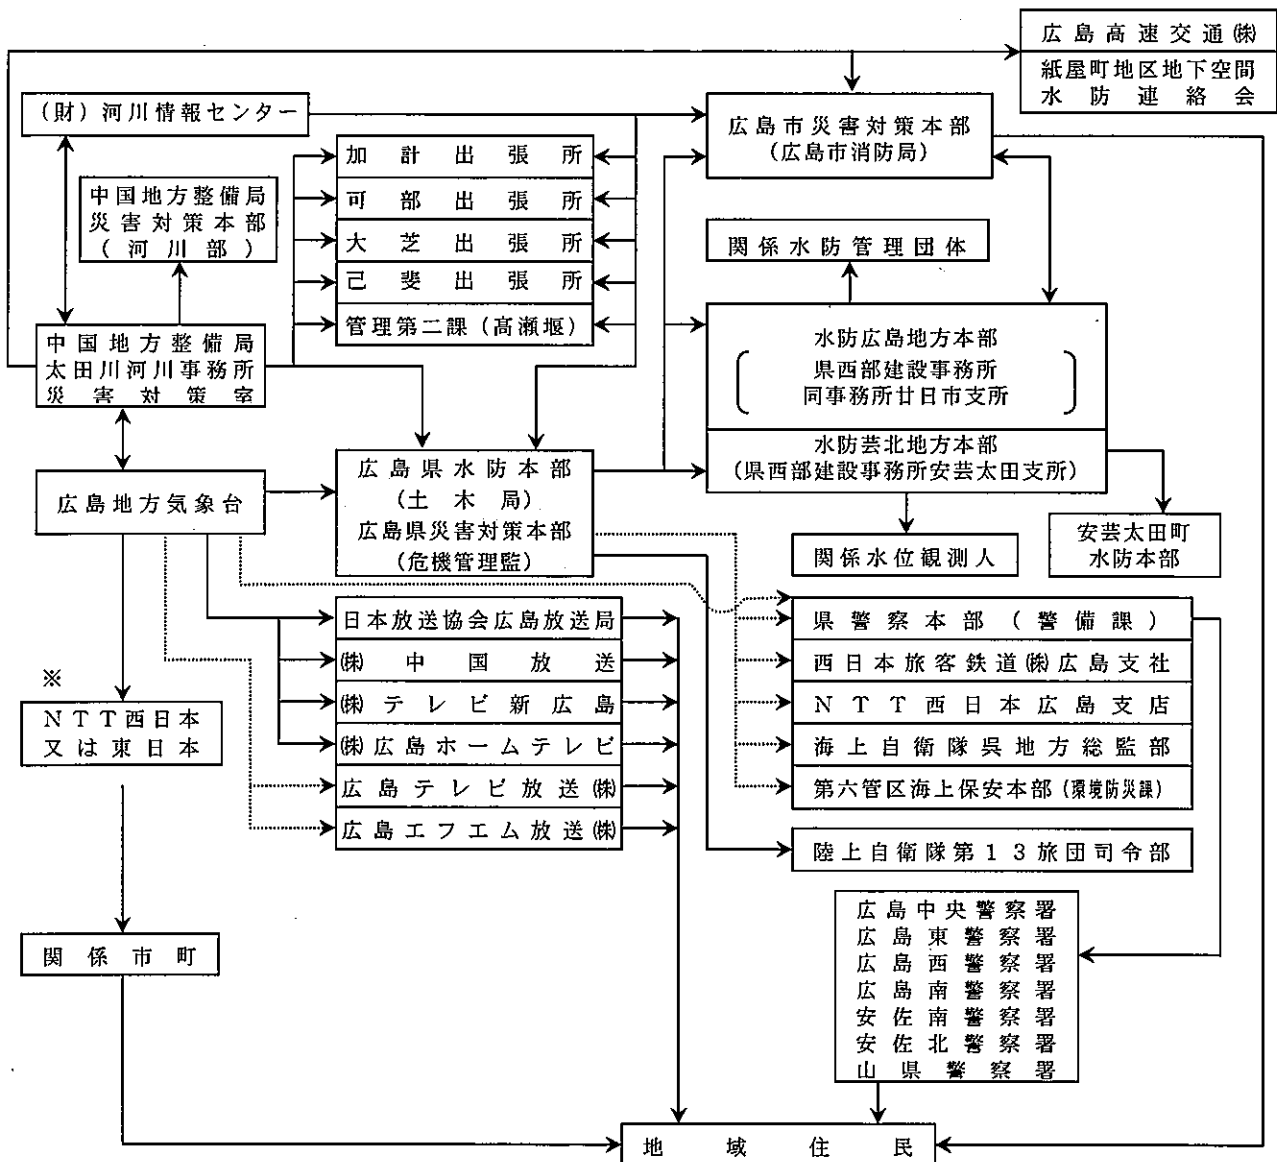 広島高速交通㈱
紙屋町地区地下空間
水防連絡会
(財)河川情報センター
広島市災害対策本部
(広島市消防局)
加計出張所
可部出張所
大芝出張所
己斐出張所
管理第二課(高瀬堰)
中国地方整備局
災害対策本部
(河川部)
関係水防管理団体
中国地方整備局
太田川河川事務所
災害対策室
水防広島地方本部
県西部建設事務所
同事務所廿日市支所
水防芸北地方本部
(県西部建設事務所安芸太田支所)
広島県水防本部
(土木局)
広島県災害対策本部
(危機管理監)
広島地方気象台
関係水位観測人
安芸太田町
水防本部
日本放送協会広島放送局
㈱中国放送
㈱テレビ新広島
㈱広島ホームテレビ
広島テレビ放送㈱
広島エフエム放送㈱
県警察本部(警備課)
西日本旅客鉄道㈱広島支社
NTT西日本広島支店
海上自衛隊呉地方総監部
第六管区海上保安本部(環境防災課)
陸上自衛隊第13旅団司令部
※
NTT西日本
又は東日本
関係市町
広島中央警察署
広島東警察署
広島西警察署
広島南警察署
安佐南警察署
安佐北警察署
山県警察署
地域住民